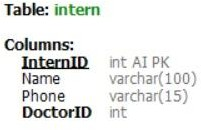 Table: intern
Columns:
InternID int AI PK
Name varchar(100)
Phone varchar(15)
DoctorID int